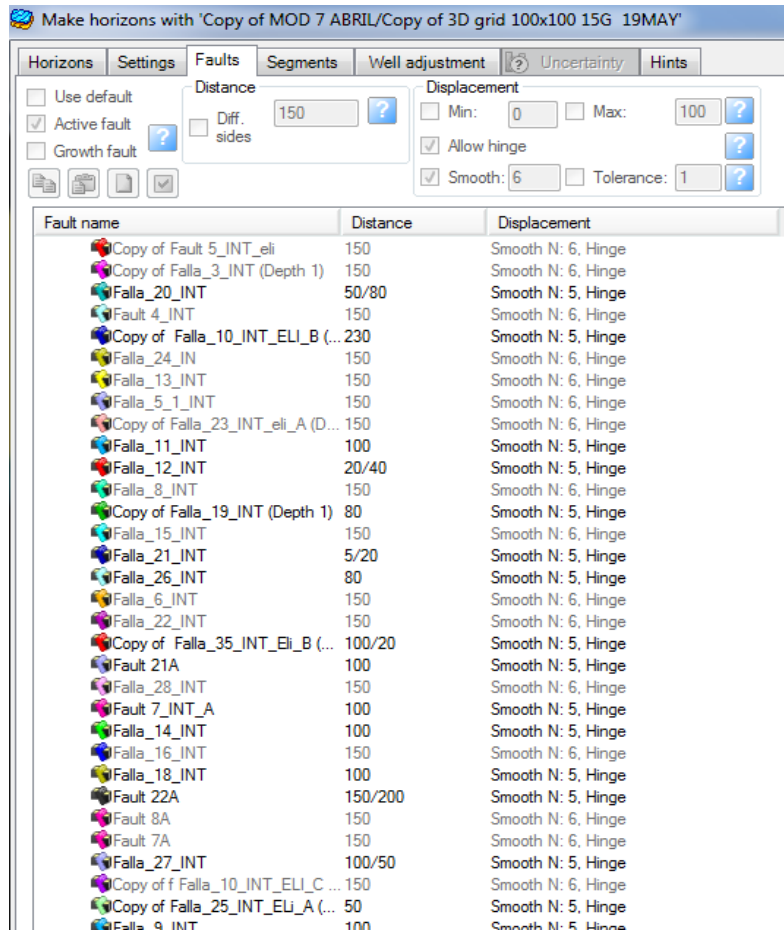 Make horizons with 'Copy of MOD 7 ABRIL/Copy of 3D grid 100x100 15G 19MAY'
Horizons Settings Faults Segments Well adjustment Uncertainty Hints
Use default
Active fault
Growth fault
Distance
Diff. sides 150
Displacement
Min: 0 Max: 100
Allow hinge
Smooth: 6 Tolerance: 1
Fault name Distance Displacement
Copy of Fault 5_INT_eli 150 Smooth N: 6, Hinge
Copy of Falla_3_INT (Depth 1) 150 Smooth N: 6, Hinge
Falla_20_INT 50/80 Smooth N: 5, Hinge
Fault 4_INT 150 Smooth N: 6, Hinge
Copy of Falla_10_INT_ELI_B (... 230 Smooth N: 5, Hinge
Falla_24_IN 150 Smooth N: 6, Hinge
Falla_13_INT 150 Smooth N: 6, Hinge
Falla_5_1_INT 150 Smooth N: 6, Hinge
Copy of Falla_23_INT_eli_A (D... 150 Smooth N: 6, Hinge
Falla_11_INT 100 Smooth N: 5, Hinge
Falla_12_INT 20/40 Smooth N: 5, Hinge
Falla_8_INT 150 Smooth N: 6, Hinge
Copy of Falla_19_INT (Depth 1) 80 Smooth N: 5, Hinge
Falla_15_INT 150 Smooth N: 6, Hinge
Falla_21_INT 5/20 Smooth N: 5, Hinge
Falla_26_INT 80 Smooth N: 5, Hinge
Falla_6_INT 150 Smooth N: 6, Hinge
Falla_22_INT 150 Smooth N: 6, Hinge
Copy of Falla_35_INT_Eli_B (... 100/20 Smooth N: 5, Hinge
Fault 21A 100 Smooth N: 5, Hinge
Falla_28_INT 150 Smooth N: 6, Hinge
Fault 7_INT_A 100 Smooth N: 5, Hinge
Falla_14_INT 100 Smooth N: 5, Hinge
Falla_16_INT 150 Smooth N: 6, Hinge
Falla_18_INT 100 Smooth N: 5, Hinge
Fault 22A 150/200 Smooth N: 5, Hinge
Fault 8A 150 Smooth N: 6, Hinge
Fault 7A 150 Smooth N: 6, Hinge
Falla_27_INT 100/50 Smooth N: 5, Hinge
Copy of f Falla_10_INT_ELI_C ... 150 Smooth N: 6, Hinge
Copy of Falla_25_INT_ELi_A (... 50 Smooth N: 5, Hinge
Falla_9_INT 100 Smooth N: 5, Hinge